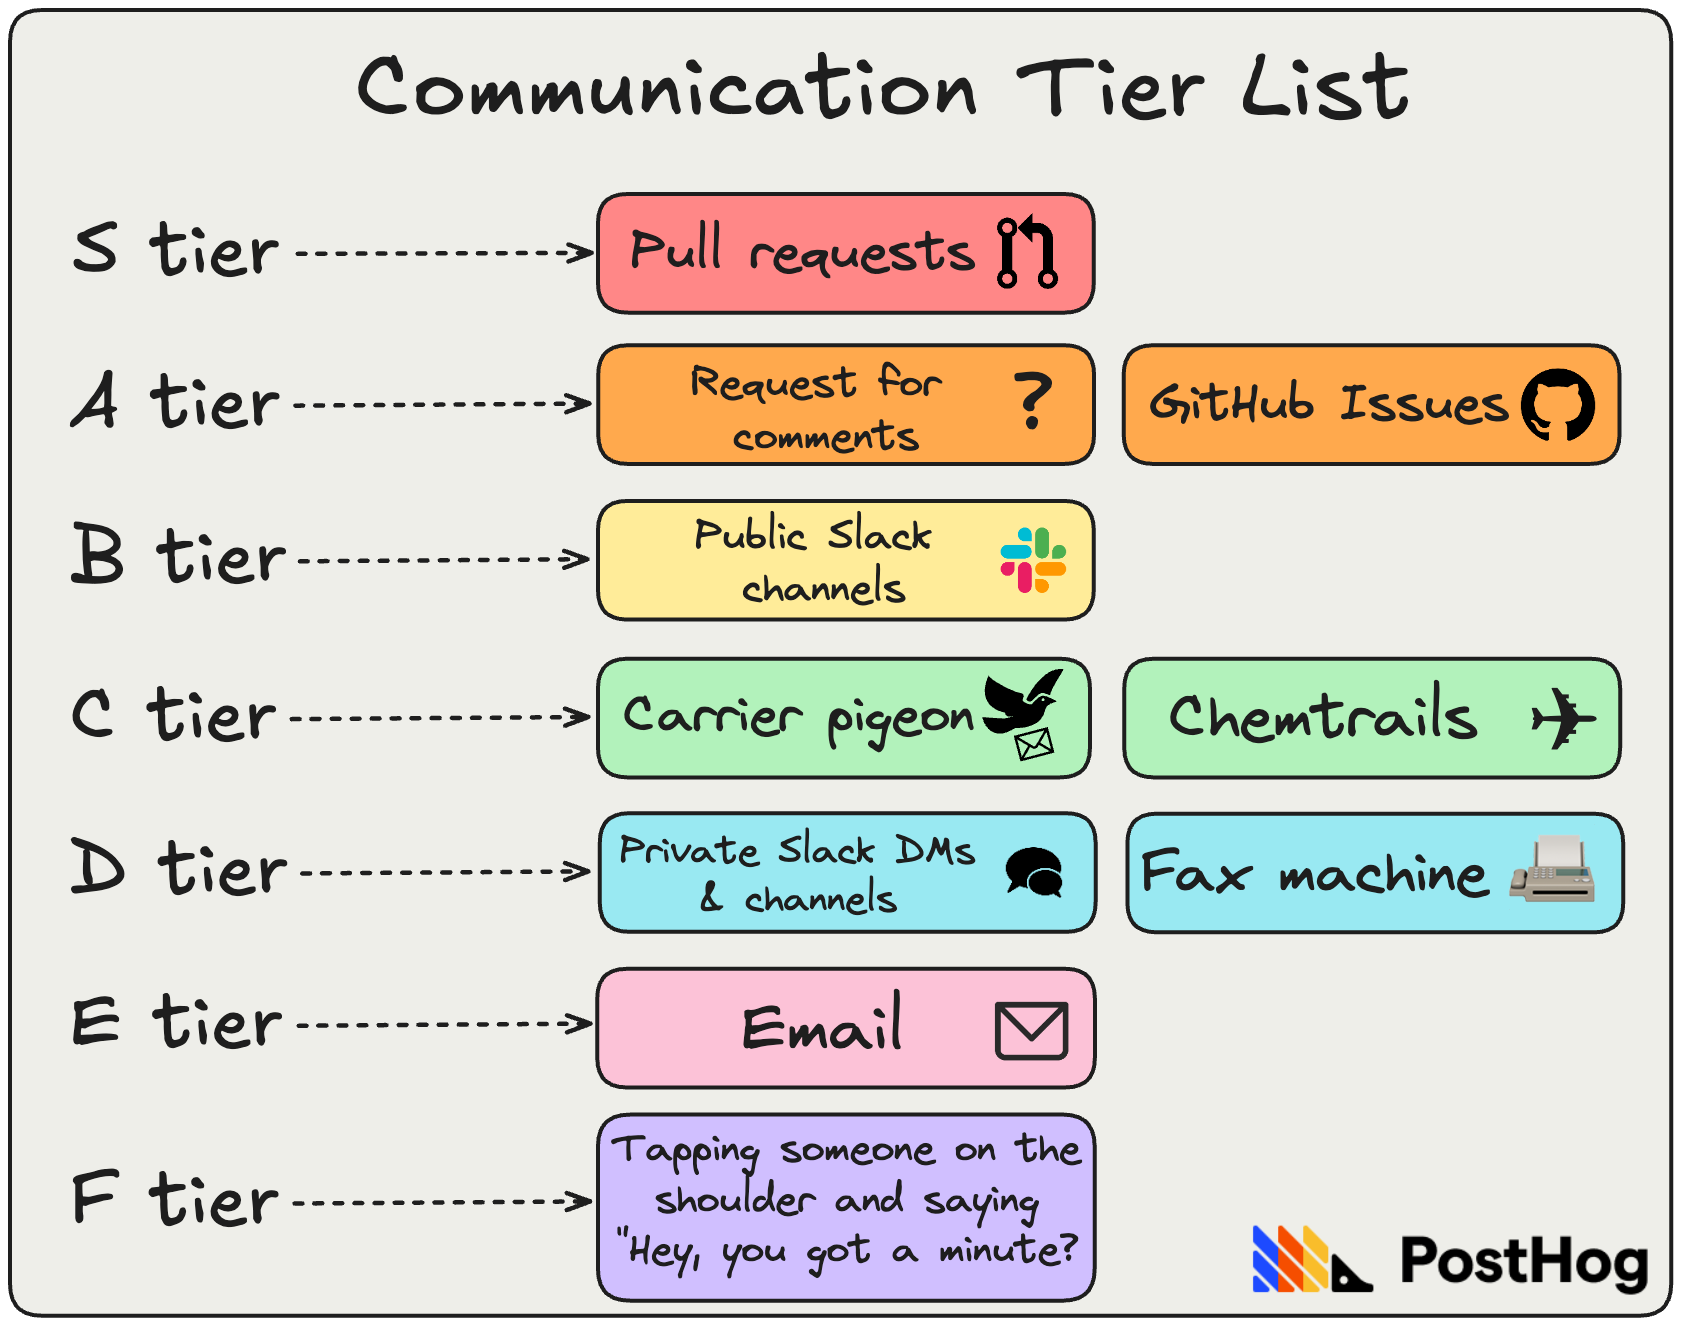 Communication Tier List
S tier
Pull requests
A tier
Request for
comments
GitHub Issues
B tier
Public Slack
channels
C tier
Carrier pigeon
Chemtrails
D tier
Private Slack DMs
& channels
Fax machine
E tier
Email
F tier
Tapping someone on the
shoulder and saying
"Hey, you got a minute?
PostHog